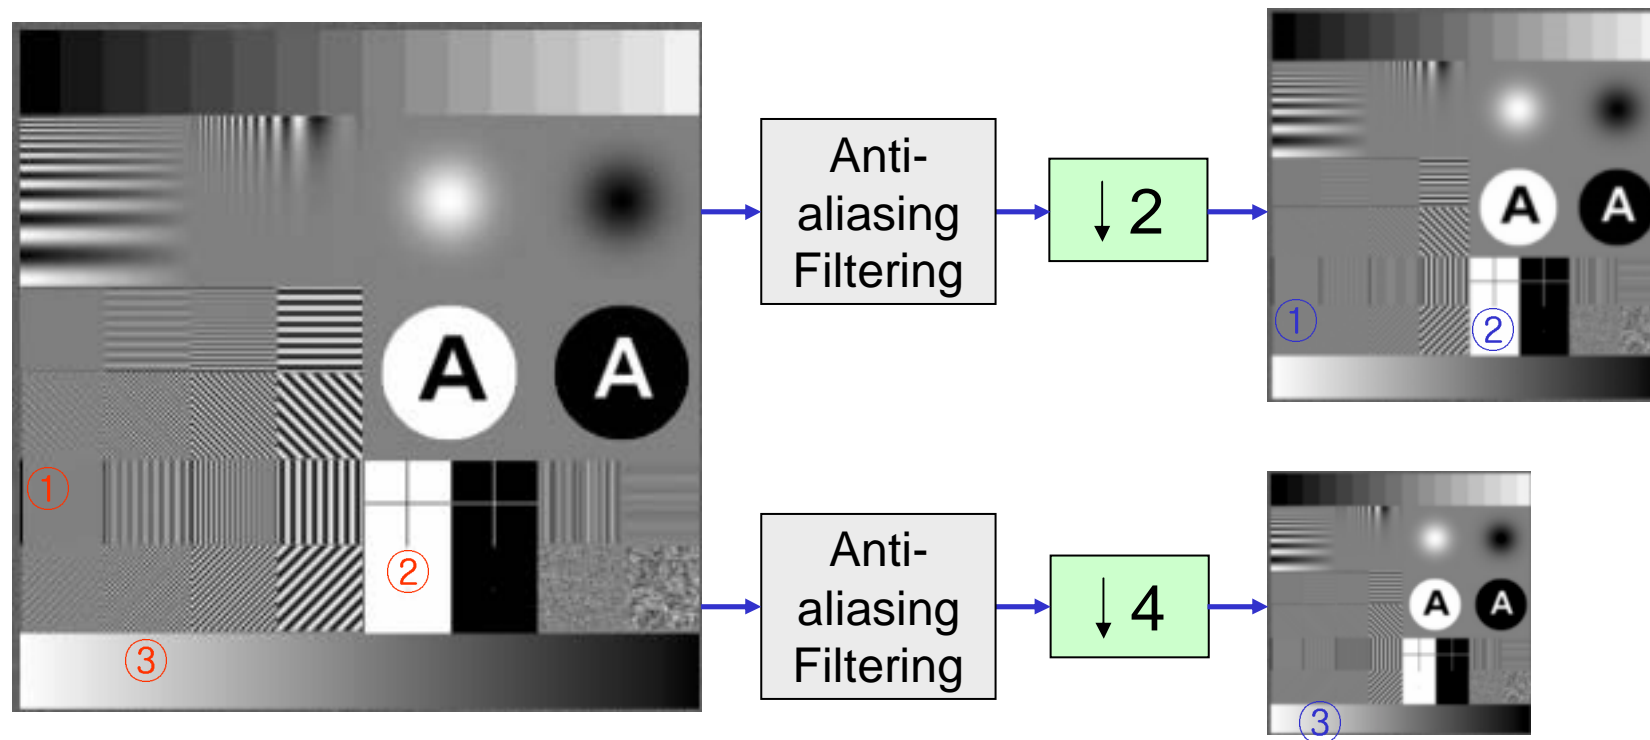 A A
①
②
③
Anti-
aliasing
Filtering
↓ 2
A A
①
②
Anti-
aliasing
Filtering
↓ 4
A A
③